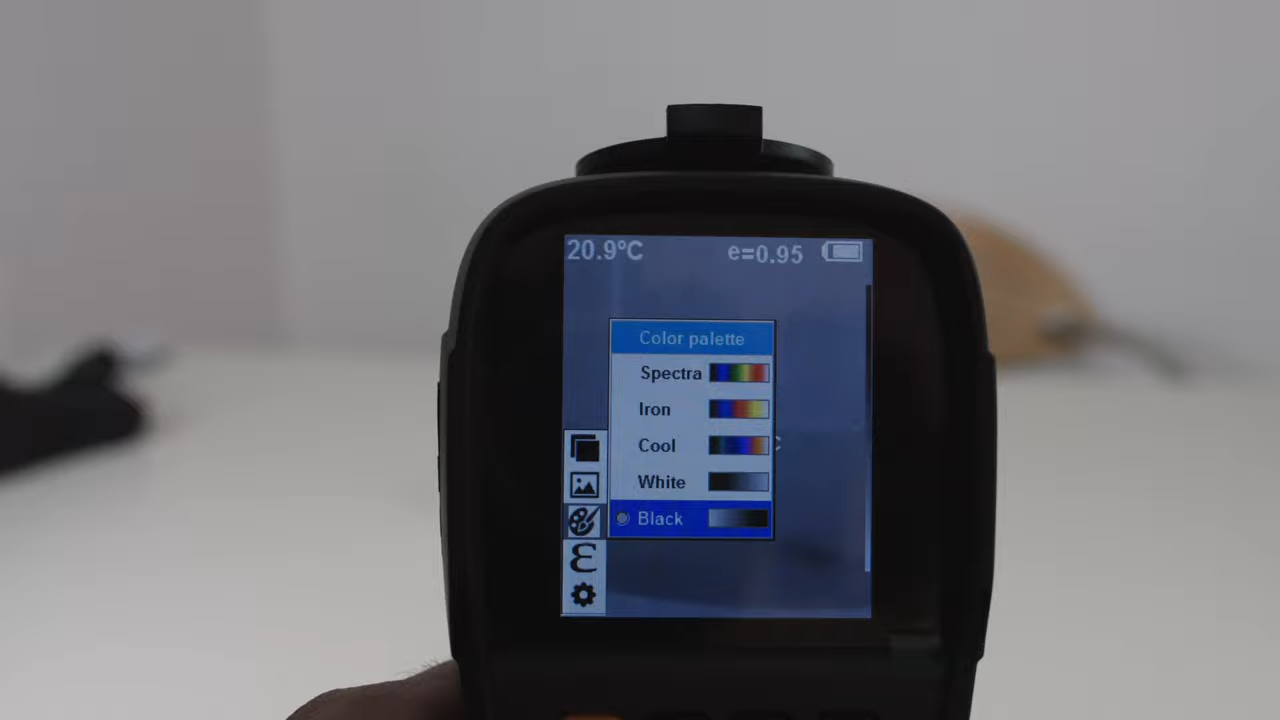 20.9°C e=0.95
Color palette
Spectra
Iron
Cool
White
Black
ε